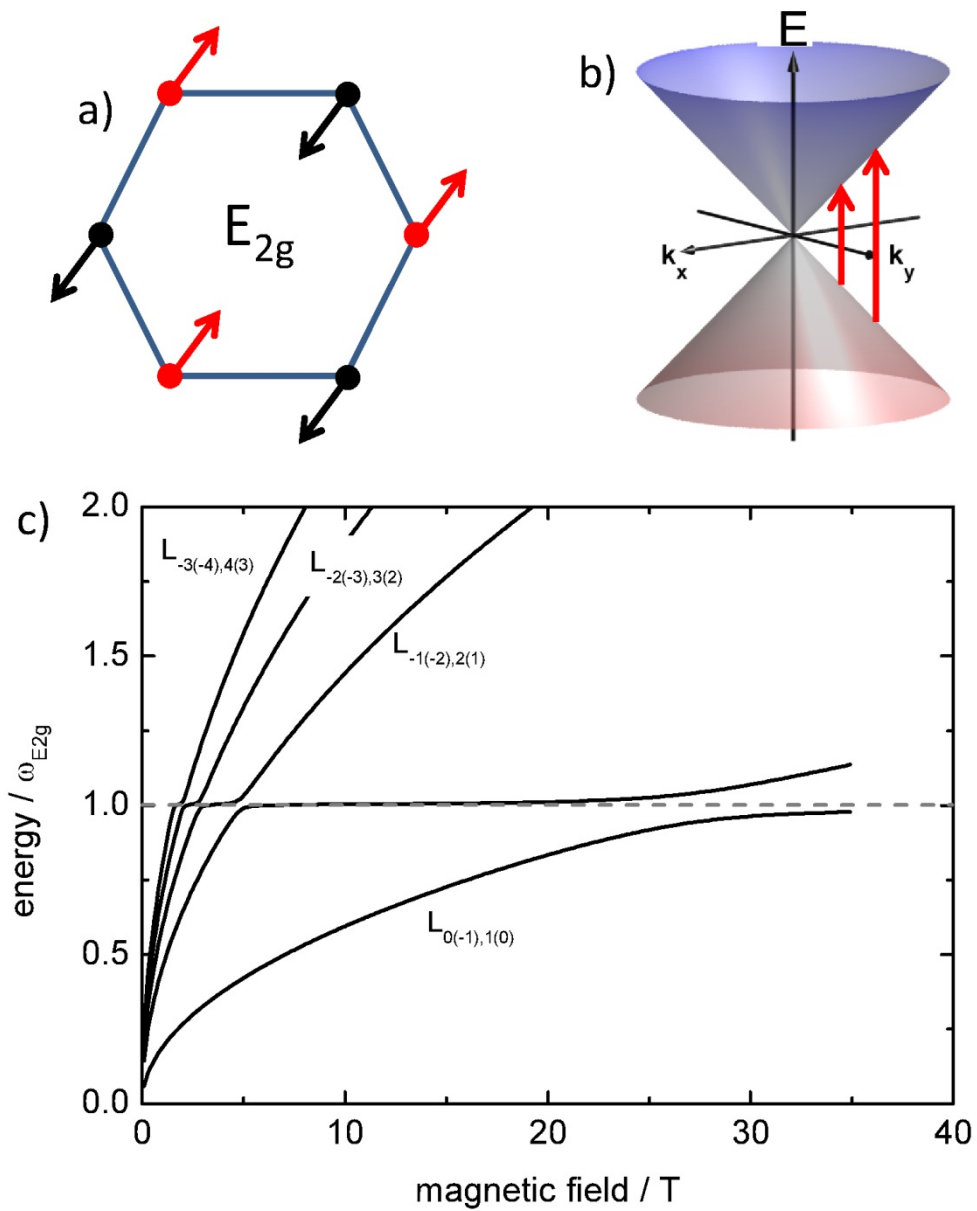 a)
E2g
b)
E
kx
ky
c)
2.0
1.5
1.0
0.5
0.0
energy / ωE2g
L-3(-4),4(3)
L-2(-3),3(2)
L-1(-2),2(1)
L0(-1),1(0)
0
10
20
30
40
magnetic field / T